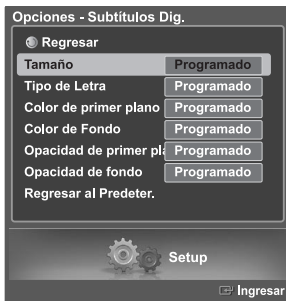 Opciones - Subtítulos Dig.
Regresar
Tamaño Programado
Tipo de Letra Programado
Color de primer plano Programado
Color de Fondo Programado
Opacidad de primer pla Programado
Opacidad de fondo Programado
Regresar al Predeter.
Setup
Ingresar